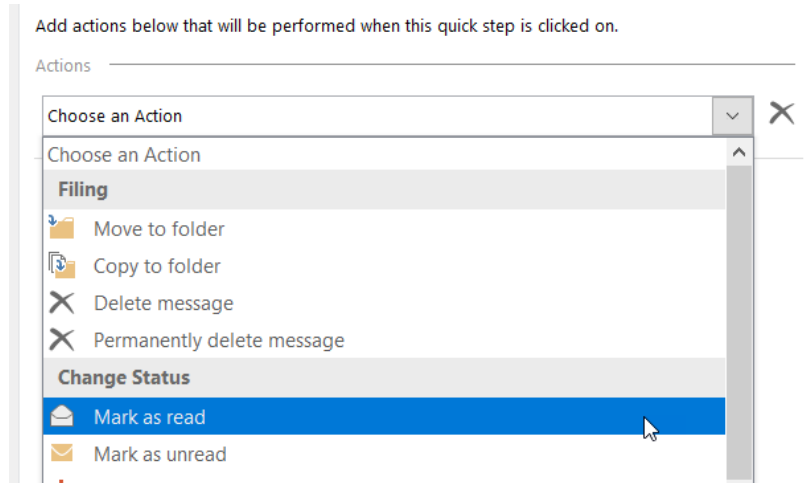 Add actions below that will be performed when this quick step is clicked on.
Actions
Choose an Action
Choose an Action
Filing
Move to folder
Copy to folder
Delete message
Permanently delete message
Change Status
Mark as read
Mark as unread